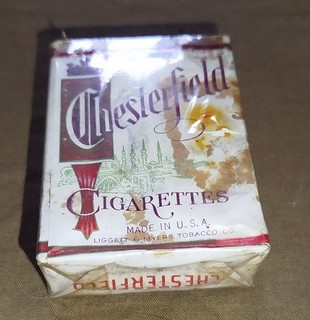 Chesterfield
CIGARETTES
MADE IN U.S.A.
LIGGETT & MYERS TOBACCO CO.
CHESTERFIELD